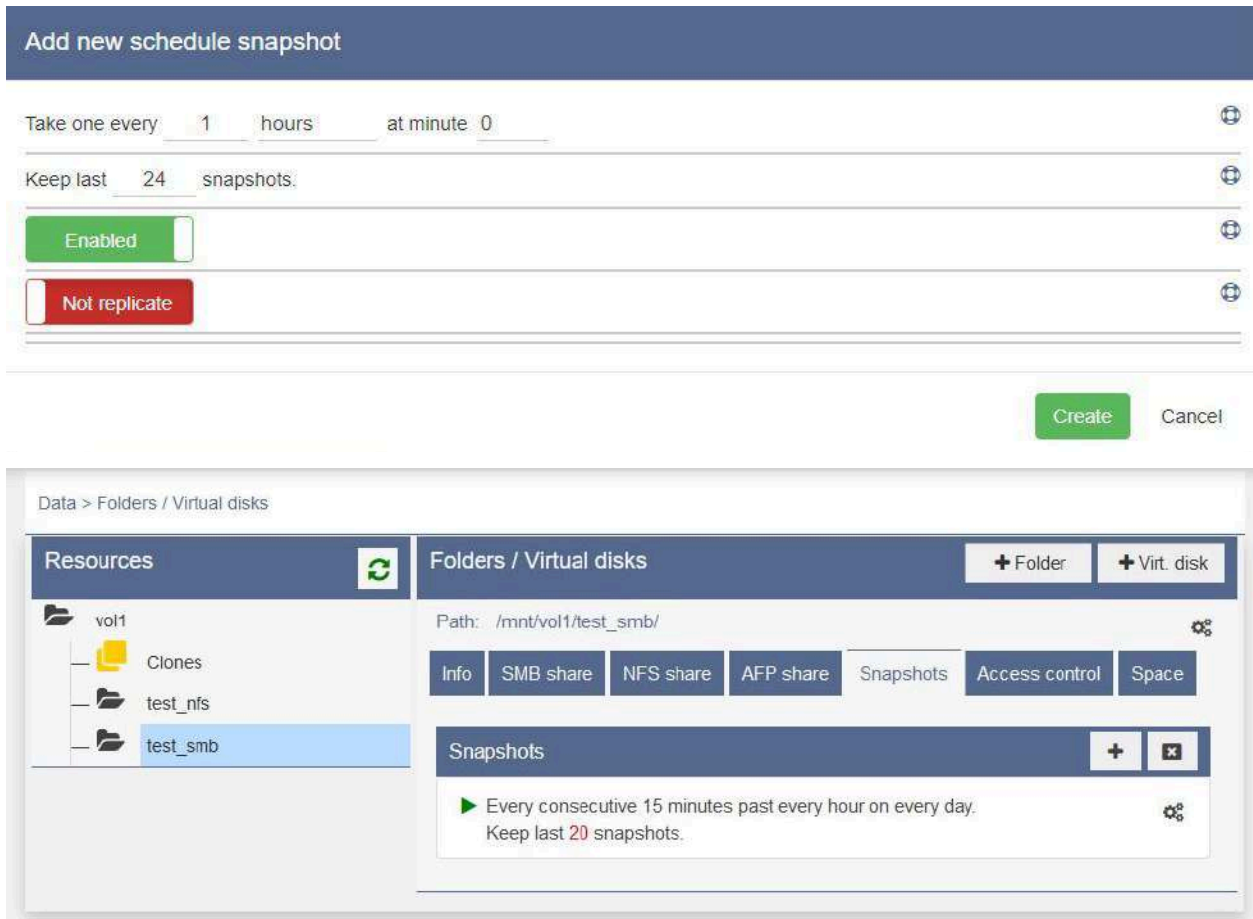 Add new schedule snapshot
Take one every 1 hours at minute 0
Keep last 24 snapshots.
Enabled
Not replicate
Create Cancel
Data > Folders / Virtual disks
Resources
vol1
Clones
test_nfs
test_smb
Folders / Virtual disks
+ Folder
+ Virt. disk
Path: /mnt/vol1/test_smb/
Info SMB share NFS share AFP share Snapshots Access control Space
Snapshots
Every consecutive 15 minutes past every hour on every day.
Keep last 20 snapshots.